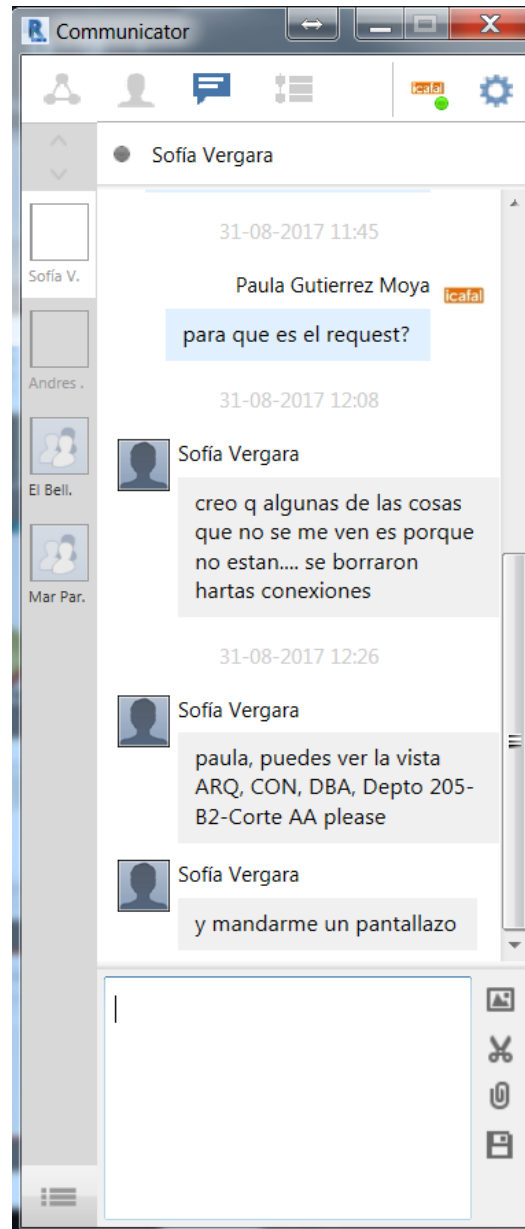 Communicator
icafal
Sofía Vergara
31-08-2017 11:45
Paula Gutierrez Moya
icafal
para que es el request?
31-08-2017 12:08
Sofía Vergara
creo q algunas de las cosas
que no se me ven es porque
no estan.... se borraron
hartas conexiones
31-08-2017 12:26
Sofía Vergara
paula, puedes ver la vista
ARQ, CON, DBA, Depto 205-
B2-Corte AA please
Sofía Vergara
y mandarme un pantallazo
Sofía V.
Andres .
El Bell.
Mar Par.